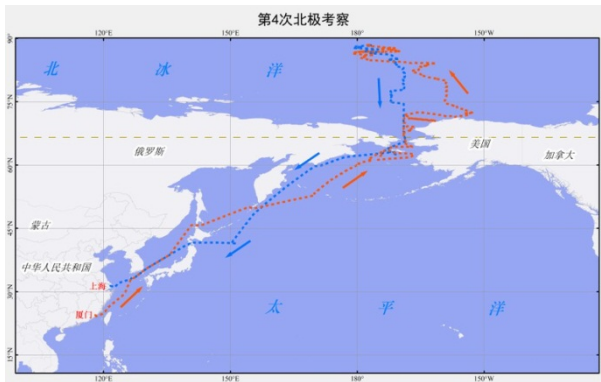 第4次北极考察
120°E 150°E 180° 150°W
90°
75°N
60°N
45°N
30°N
15°N
北 冰 洋
俄罗斯
美国
加拿大
蒙古
中华人民共和国
上海
厦门
太 平 洋
120°E 150°E 180° 150°W